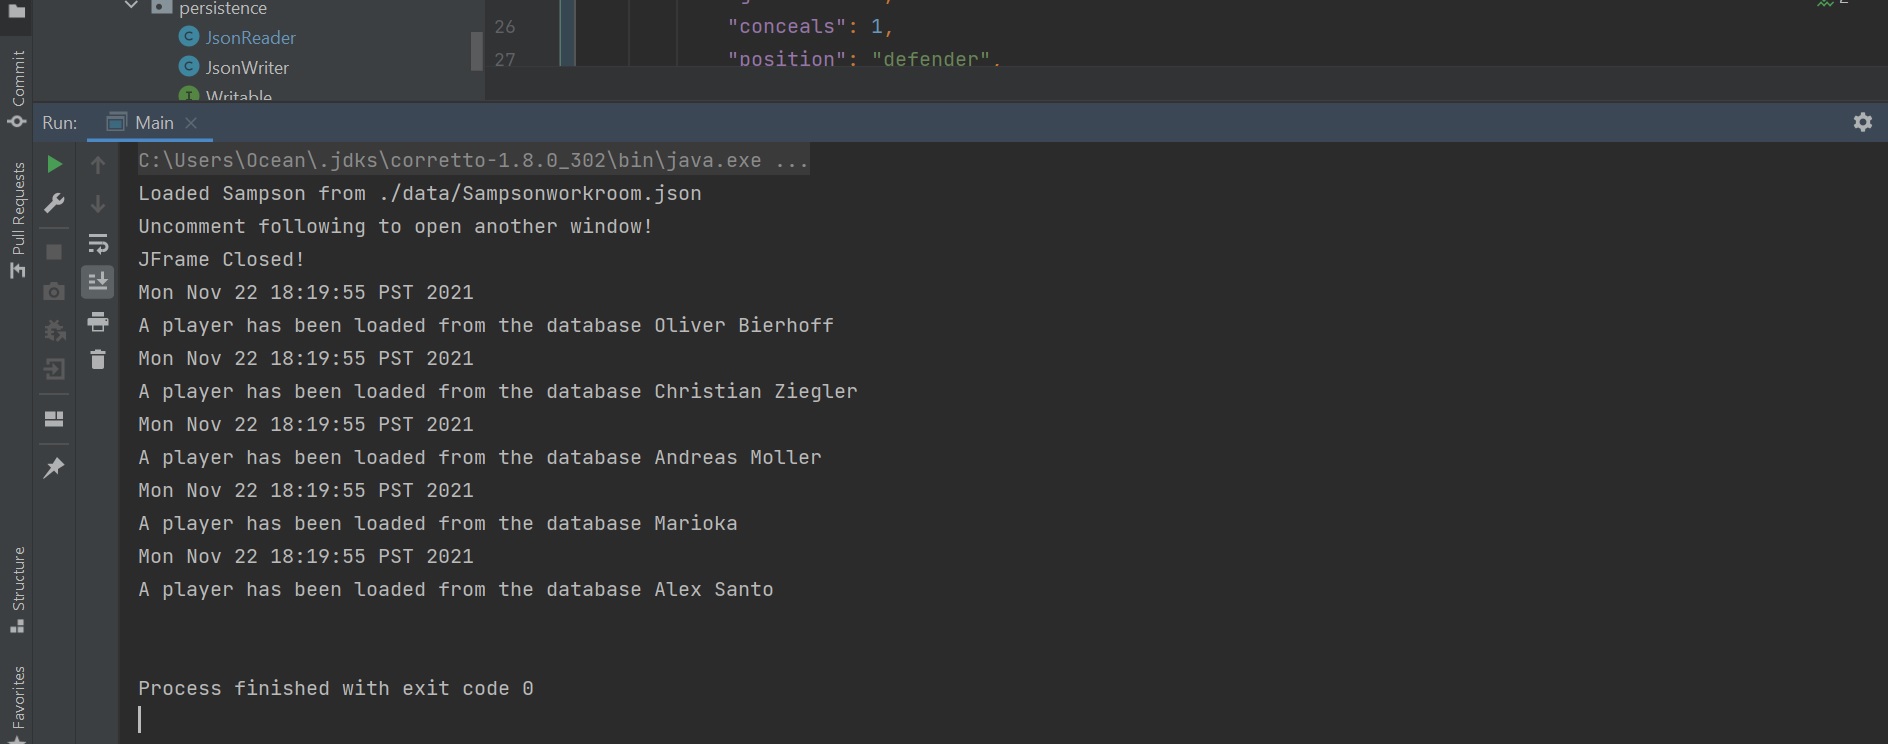 persistence
JsonReader
JsonWriter
Writable
26 "conceals": 1,
27 "position": "defender",
Commit
Pull Requests
Structure
Favorites
Run: Main
C:\Users\Ocean\.jdks\corretto-1.8.0_302\bin\java.exe ...
Loaded Sampson from ./data/Sampsonworkroom.json
Uncomment following to open another window!
JFrame Closed!
Mon Nov 22 18:19:55 PST 2021
A player has been loaded from the database Oliver Bierhoff
Mon Nov 22 18:19:55 PST 2021
A player has been loaded from the database Christian Ziegler
Mon Nov 22 18:19:55 PST 2021
A player has been loaded from the database Andreas Moller
Mon Nov 22 18:19:55 PST 2021
A player has been loaded from the database Marioka
Mon Nov 22 18:19:55 PST 2021
A player has been loaded from the database Alex Santo
Process finished with exit code 0